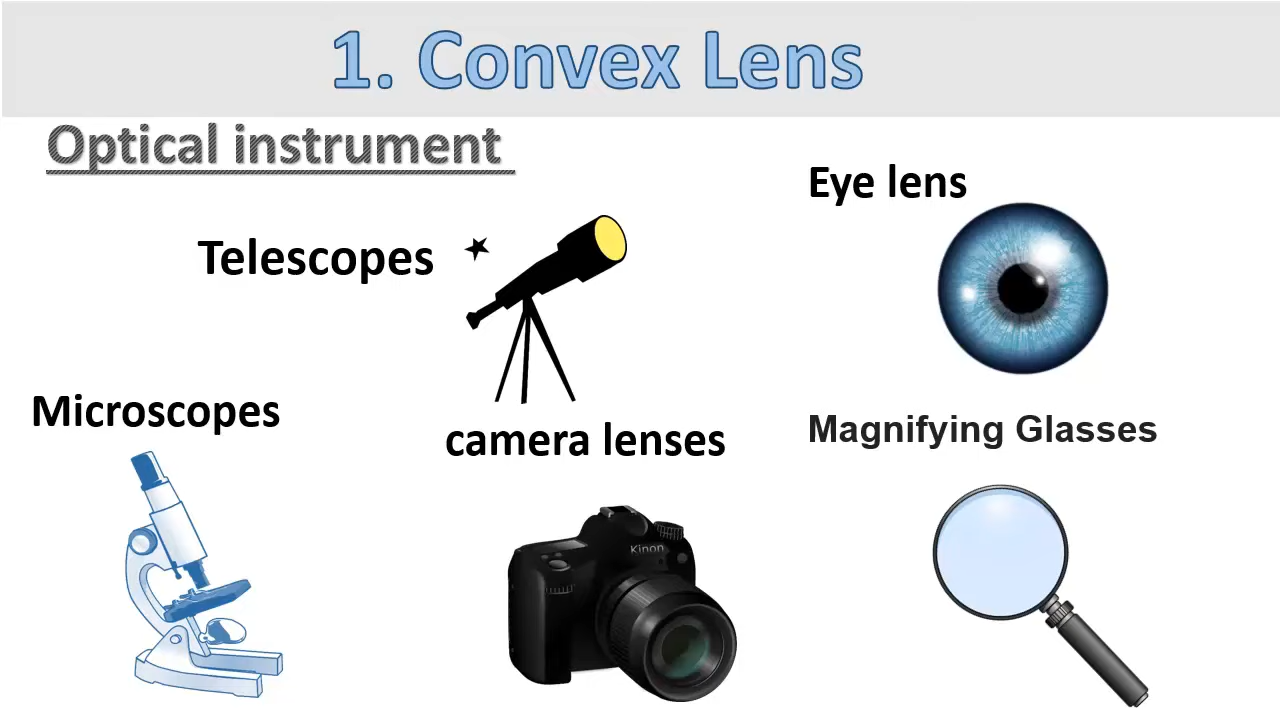 1. Convex Lens
Optical instrument
Eye lens
Telescopes
Microscopes
camera lenses
Magnifying Glasses
Kinon